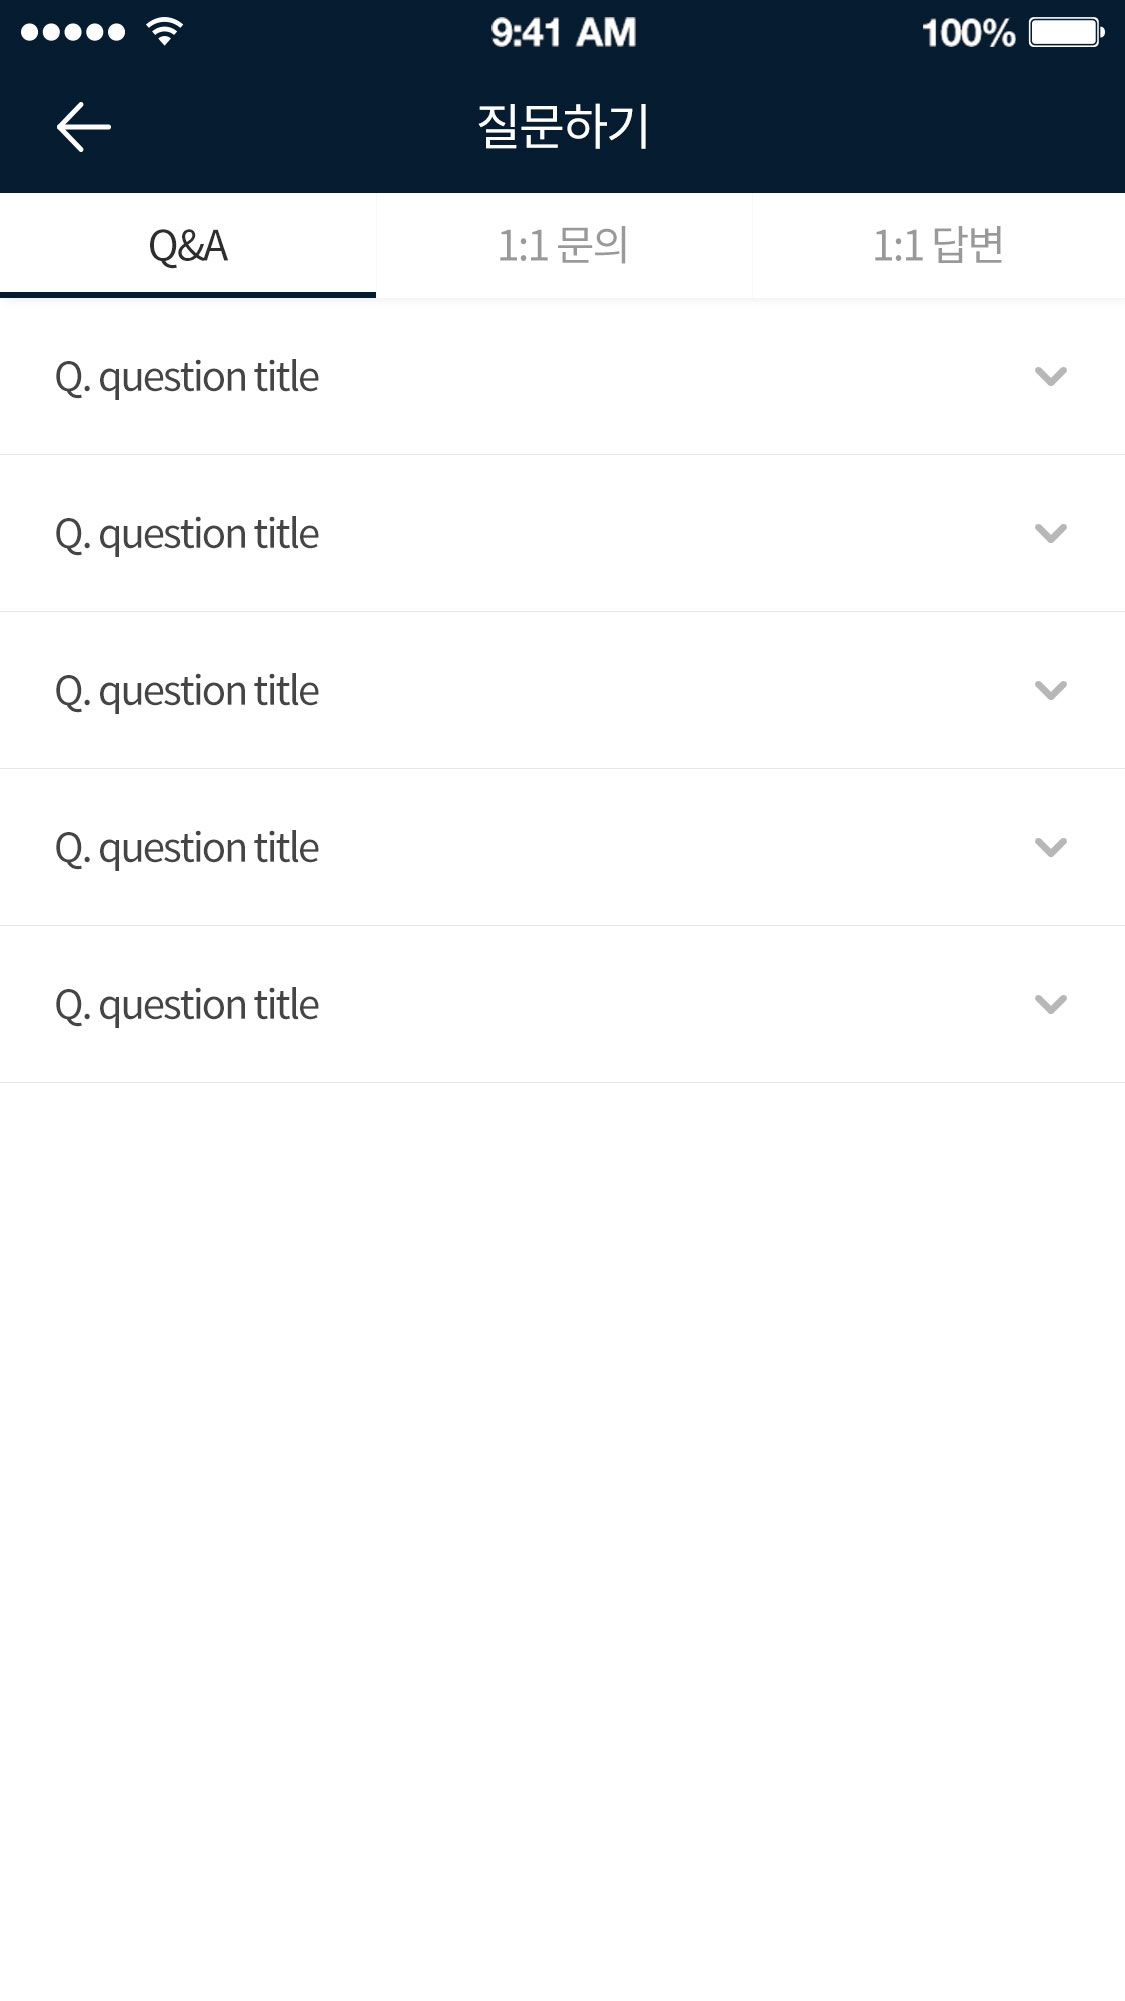 9:41 AM
100%
질문하기
Q&A
1:1 문의
1:1 답변
Q. question title
Q. question title
Q. question title
Q. question title
Q. question title